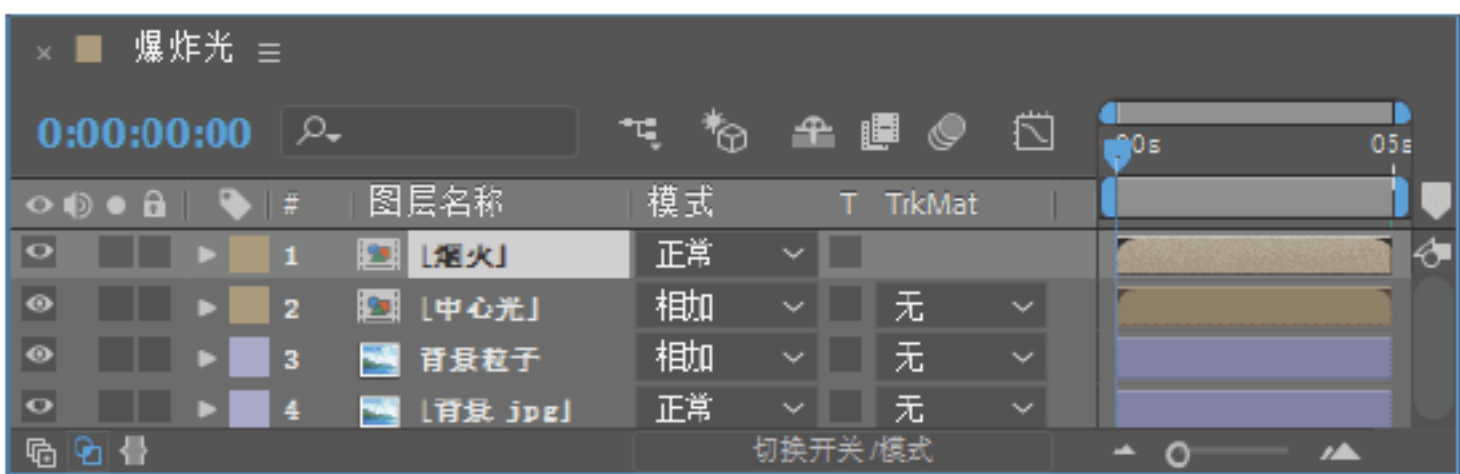 爆炸光
0:00:00:00
00s 05s
# 图层名称 模式 T TrkMat
1 [烟火] 正常
2 [中心光] 相加 无
3 背景粒子 相加 无
4 [背景.jpg] 正常 无
切换开关/模式